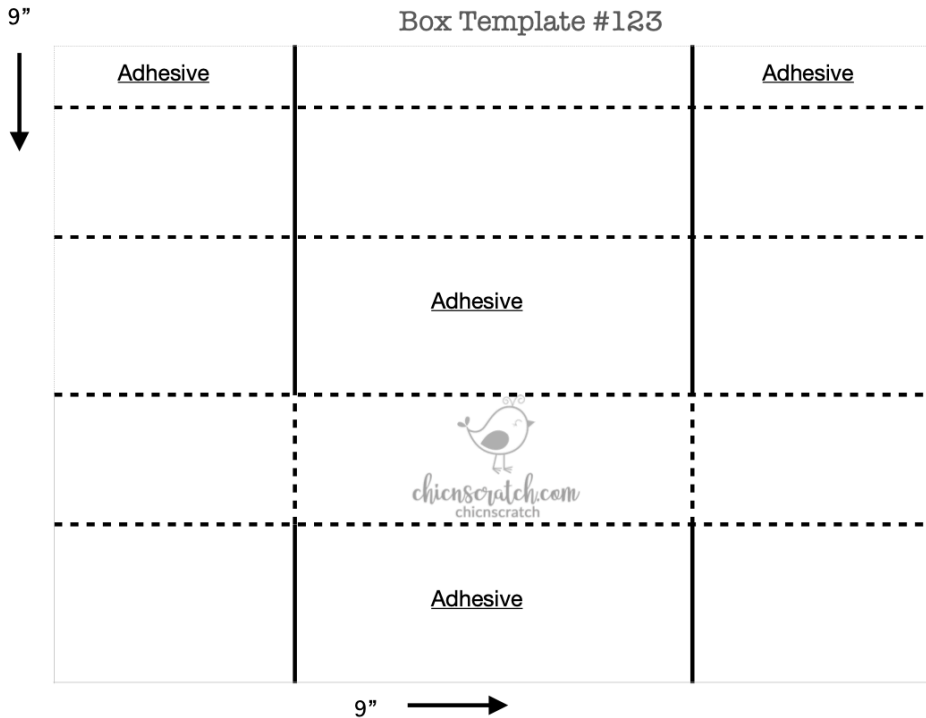 9”
Box Template #123
Adhesive
Adhesive
Adhesive
chicnscratch.com
chicnscratch
Adhesive
9”